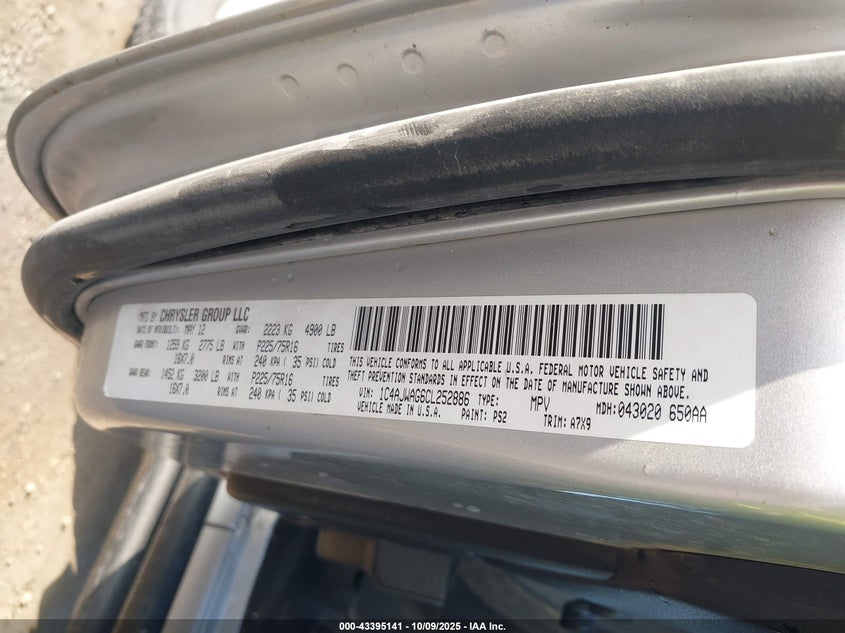 MFD BY CHRYSLER GROUP LLC
DATE OF MFR/BUILT: MAY 12 GVWR: 2223 KG 4900 LB
GAWR FRONT: 1259 KG 2775 LB WITH P225/75R16 TIRES
16X7.0 RIMS AT 240 KPA ( 35 PSI) COLD
GAWR REAR: 1452 KG 3200 LB WITH P225/75R16 TIRES
16X7.0 RIMS AT 240 KPA ( 35 PSI) COLD
THIS VEHICLE CONFORMS TO ALL APPLICABLE U.S.A. FEDERAL MOTOR VEHICLE SAFETY AND
THEFT PREVENTION STANDARDS IN EFFECT ON THE DATE OF MANUFACTURE SHOWN ABOVE.
VIN: 1C4AJWAG6CL252886 TYPE: MPV MDH: 043020 650AA
VEHICLE MADE IN U.S.A. PAINT: PS2 TRIM: A7X9
000-43395141 - 10/09/2025 - IAA Inc.